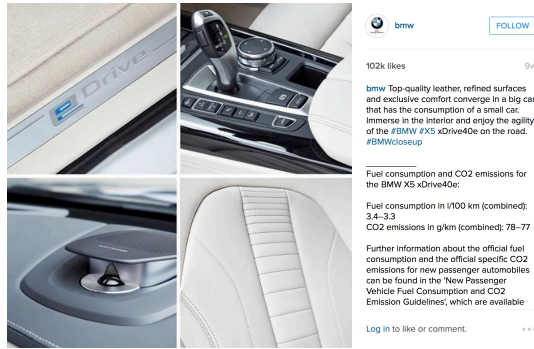 eDrive
bmw
FOLLOW
102k likes
9w
bmw Top-quality leather, refined surfaces
and exclusive comfort converge in a big car
that has the consumption of a small car.
Immerse in the interior and enjoy the agility
of the #BMW #X5 xDrive40e on the road.
#BMWcloseup
Fuel consumption and CO2 emissions for
the BMW X5 xDrive40e:
Fuel consumption in l/100 km (combined):
3.4–3.3
CO2 emissions in g/km (combined): 78–77
Further information about the official fuel
consumption and the official specific CO2
emissions for new passenger automobiles
can be found in the 'New Passenger
Vehicle Fuel Consumption and CO2
Emission Guidelines', which are available
Log in to like or comment.